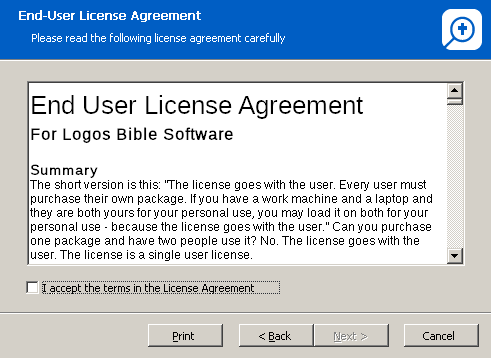 End-User License Agreement
Please read the following license agreement carefully
End User License Agreement
For Logos Bible Software
Summary
The short version is this: "The license goes with the user. Every user must
purchase their own package. If you have a work machine and a laptop and
they are both yours for your personal use, you may load it on both for your
personal use - because the license goes with the user." Can you purchase
one package and have two people use it? No. The license goes with the
user. The license is a single user license.
I accept the terms in the License Agreement
Print
< Back
Next >
Cancel